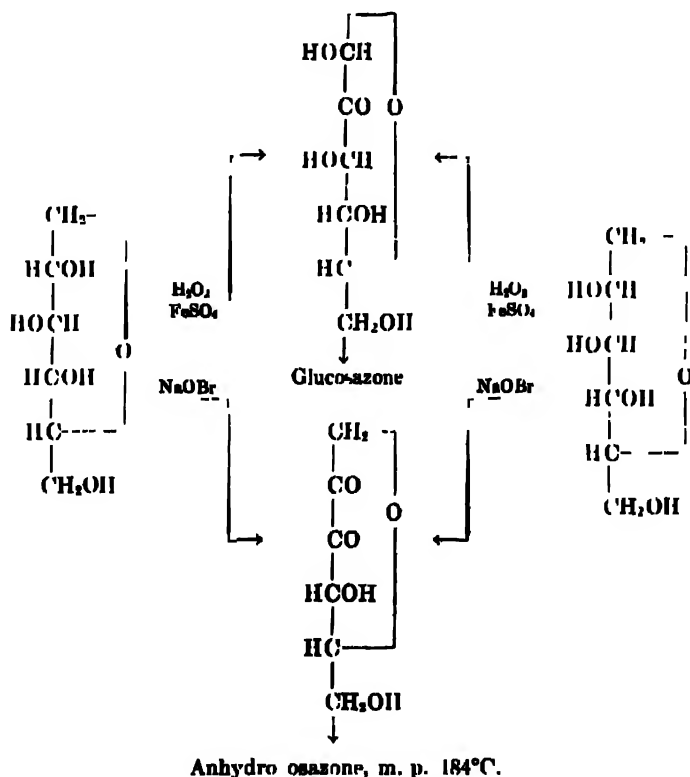 HOCH
CO O
HOCH
HCOH
HC
CH₂OH
Glucosazone
CH₂
HCOH
HOCH
HCOH
HC
CH₂OH
O
H₂O₂
FeSO₄
NaOBr
H₂O₂
FeSO₄
NaOBr
CH₂
HOCH
HOCH
HCOH
HC
CH₂OH
O
CH₂
CO
O
CO
HCOH
HC
CH₂OH
Anhydro osazone, m. p. 184°C.